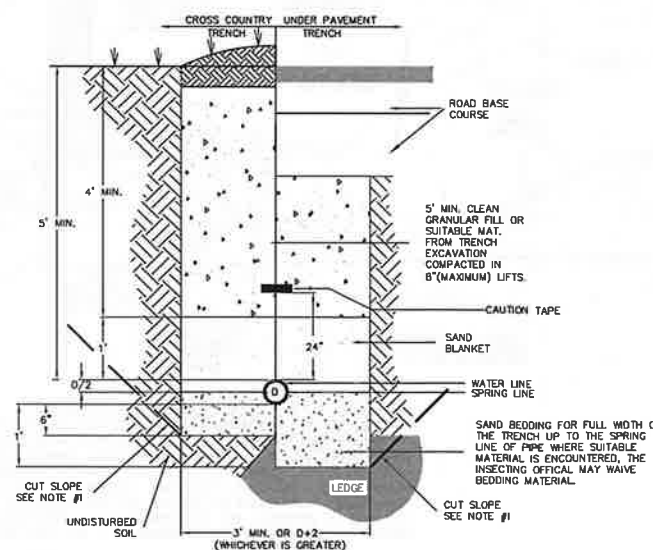 CROSS COUNTRY UNDER PAVEMENT
TRENCH TRENCH
ROAD BASE
COURSE
4' MIN.
5' MIN.
5' MIN. CLEAN
GRANULAR FILL OR
SUITABLE MAT.
FROM TRENCH
EXCAVATION
COMPACTED IN
8"(MAXIMUM) LIFTS.
CAUTION TAPE
1'
24"
SAND
BLANKET
D/2
D
WATER LINE
SPRING LINE
6"
1'
SAND BEDDING FOR FULL WIDTH O
THE TRENCH UP TO THE SPRING
LINE OF PIPE WHERE SUITABLE
MATERIAL IS ENCOUNTERED, THE
INSECTING OFFICAL MAY WAIVE
BEDDING MATERIAL.
CUT SLOPE
SEE NOTE #1
LEDGE
CUT SLOPE
SEE NOTE #1
UNDISTURBED
SOIL
3' MIN. OR D+2
(WHICHEVER IS GREATER)